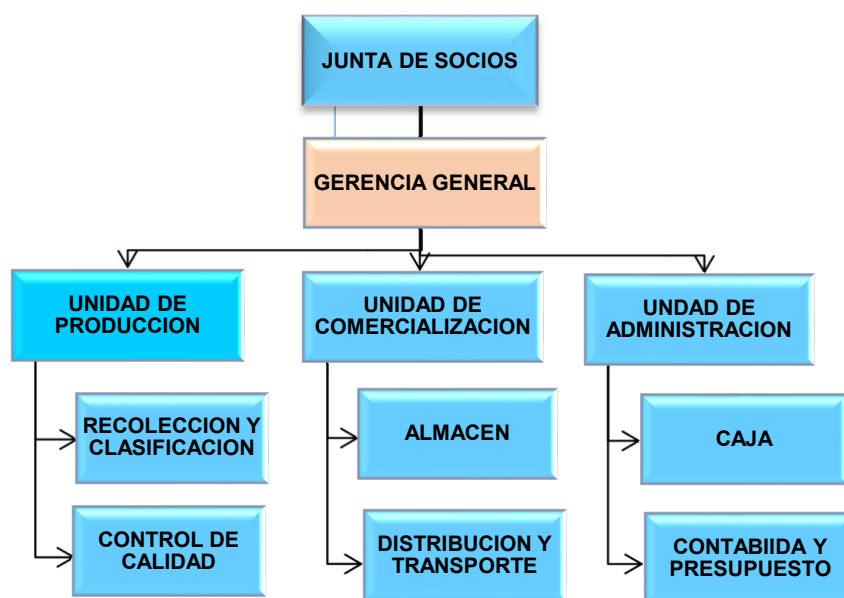 JUNTA DE SOCIOS
GERENCIA GENERAL
UNIDAD DE
PRODUCCION
UNIDAD DE
COMERCIALIZACION
UNDAD DE
ADMINISTRACION
RECOLECCION Y
CLASIFICACION
ALMACEN
CAJA
CONTROL DE
CALIDAD
DISTRIBUCION Y
TRANSPORTE
CONTABIIDA Y
PRESUPUESTO